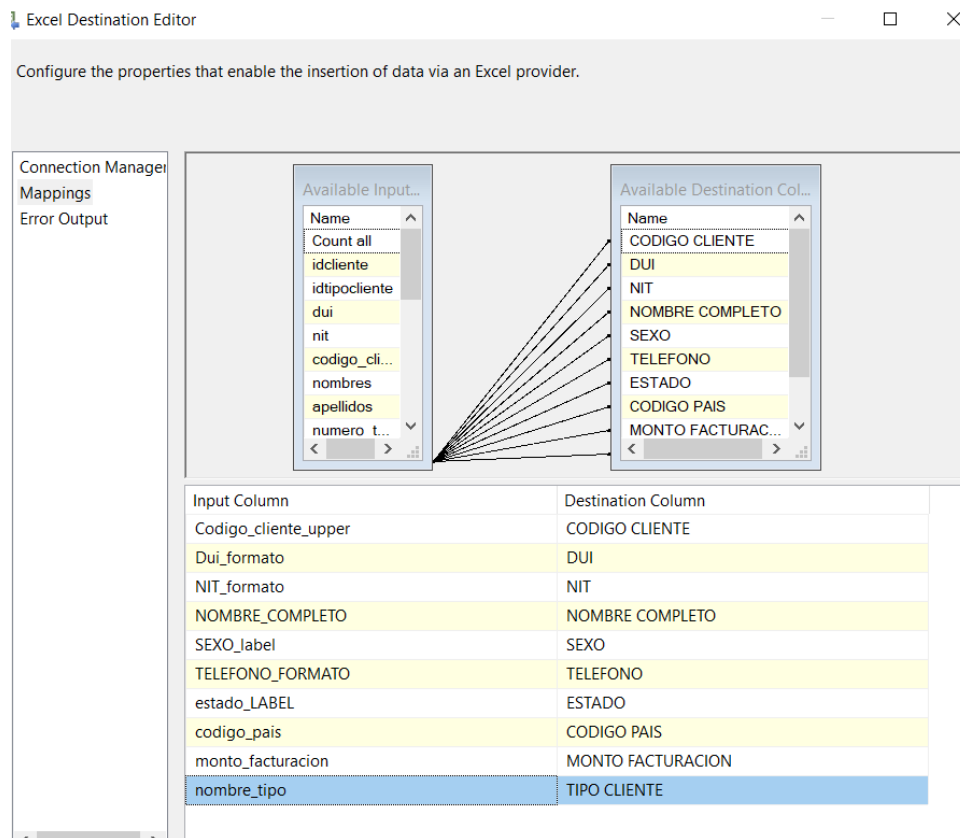 Excel Destination Editor
Configure the properties that enable the insertion of data via an Excel provider.
Connection Manager
Mappings
Error Output
Available Input...
Name
Count all
idcliente
idtipocliente
dui
nit
codigo_cli...
nombres
apellidos
numero t...
Available Destination Col...
Name
CODIGO CLIENTE
DUI
NIT
NOMBRE COMPLETO
SEXO
TELEFONO
ESTADO
CODIGO PAIS
MONTO FACTURAC...
Input Column Destination Column
Codigo_cliente_upper CODIGO CLIENTE
Dui_formato DUI
NIT_formato NIT
NOMBRE_COMPLETO NOMBRE COMPLETO
SEXO_label SEXO
TELEFONO_FORMATO TELEFONO
estado_LABEL ESTADO
codigo_pais CODIGO PAIS
monto_facturacion MONTO FACTURACION
nombre_tipo TIPO CLIENTE